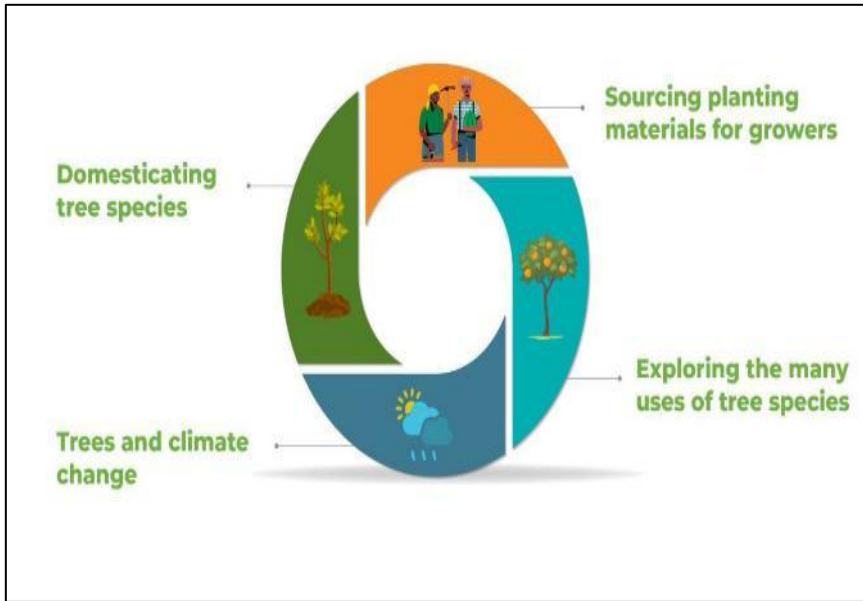 Sourcing planting
materials for growers
Domesticating
tree species
Exploring the many
uses of tree species
Trees and climate
change